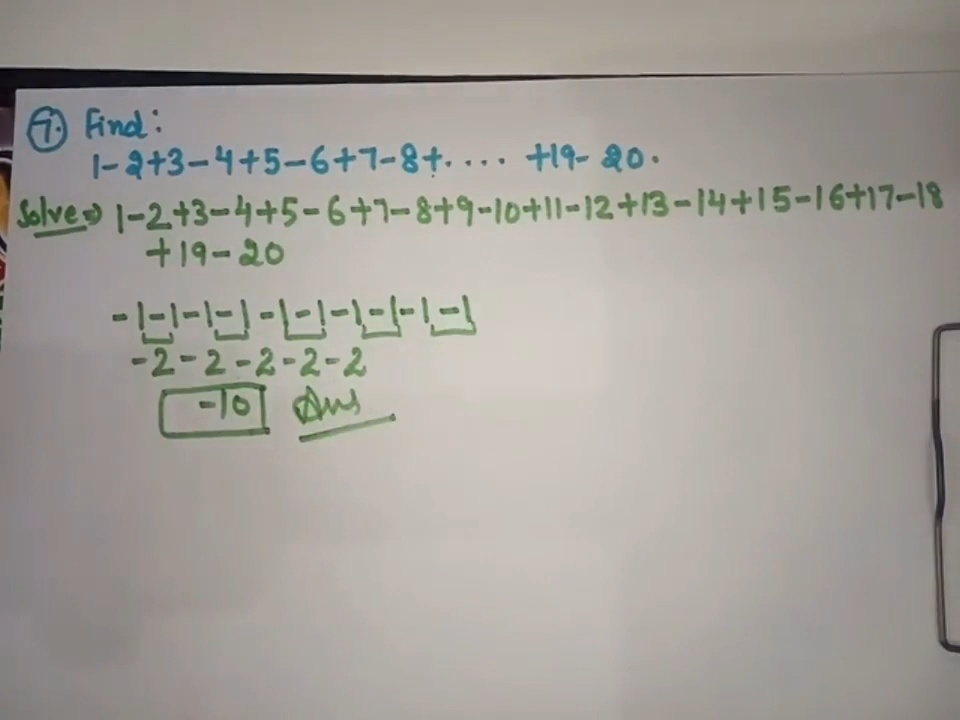 7. Find:
1-2+3-4+5-6+7-8+..... +19-20.
Solve⇒ 1-2+3-4+5-6+7-8+9-10+11-12+13-14+15-16+17-18
+19-20
-1-1-1-1-1-1-1-1-1-1
-2-2-2-2-2
-10 Ans